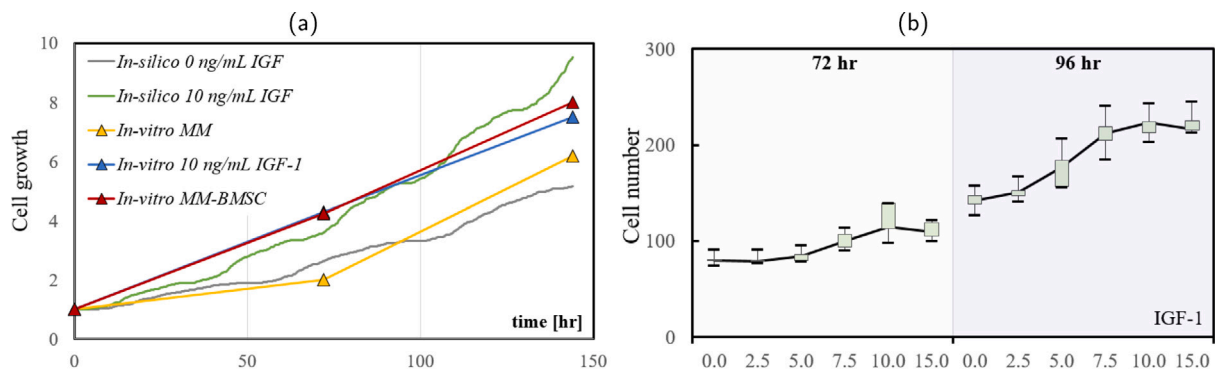 (a)
Cell growth
10
8
6
4
2
0
In-silico 0 ng/mL IGF
In-silico 10 ng/mL IGF
In-vitro MM
In-vitro 10 ng/mL IGF-1
In-vitro MM-BMSC
time [hr]
0 50 100 150
(b)
Cell number
300
200
100
0
72 hr 96 hr
IGF-1
0.0 2.5 5.0 7.5 10.0 15.0 0.0 2.5 5.0 7.5 10.0 15.0